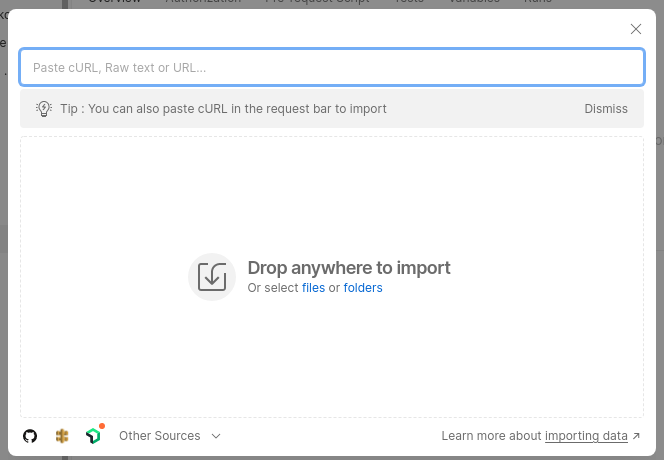 Overview Authorization Pre-request Script Tests Variables Runs
Paste cURL, Raw text or URL...
Tip : You can also paste cURL in the request bar to import
Dismiss
Drop anywhere to import
Or select files or folders
Other Sources
Learn more about importing data ↗